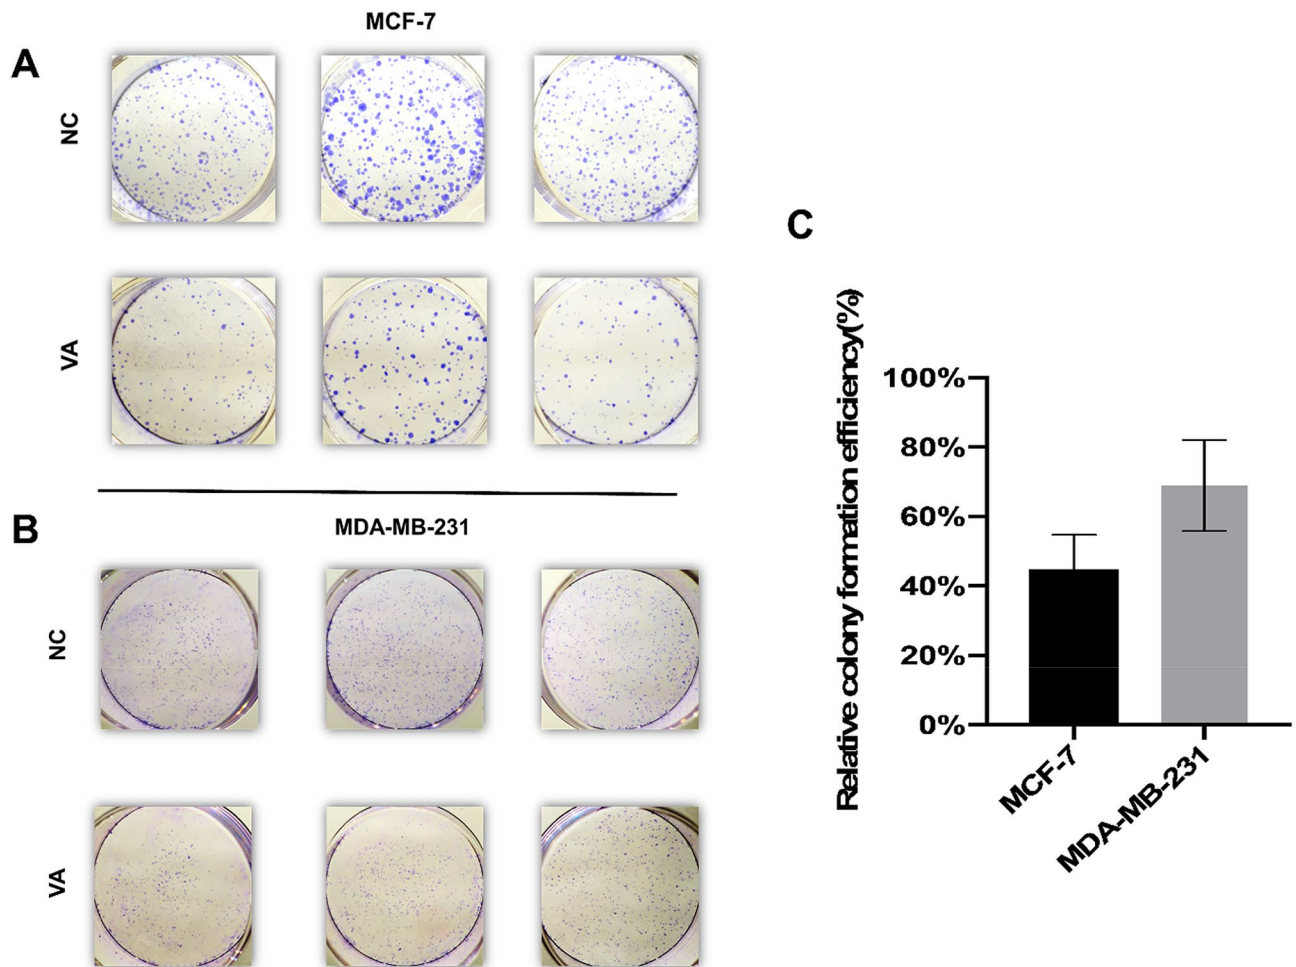 MCF-7
A
NC
VA
B
MDA-MB-231
NC
VA
C
Relative colony formation efficiency(%)
100%
80%
60%
40%
20%
0%
MCF-7
MDA-MB-231